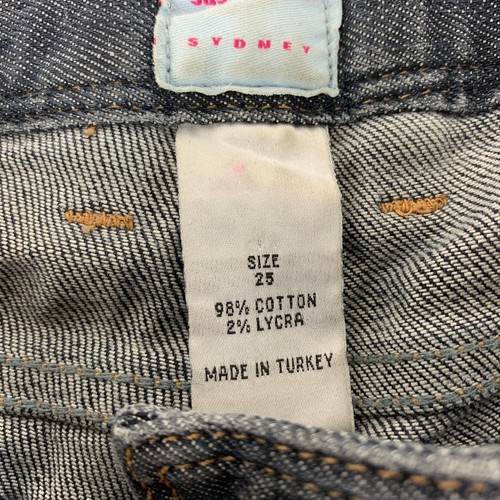 SYDNEY
SIZE
25
98% COTTON
2% LYCRA
MADE IN TURKEY